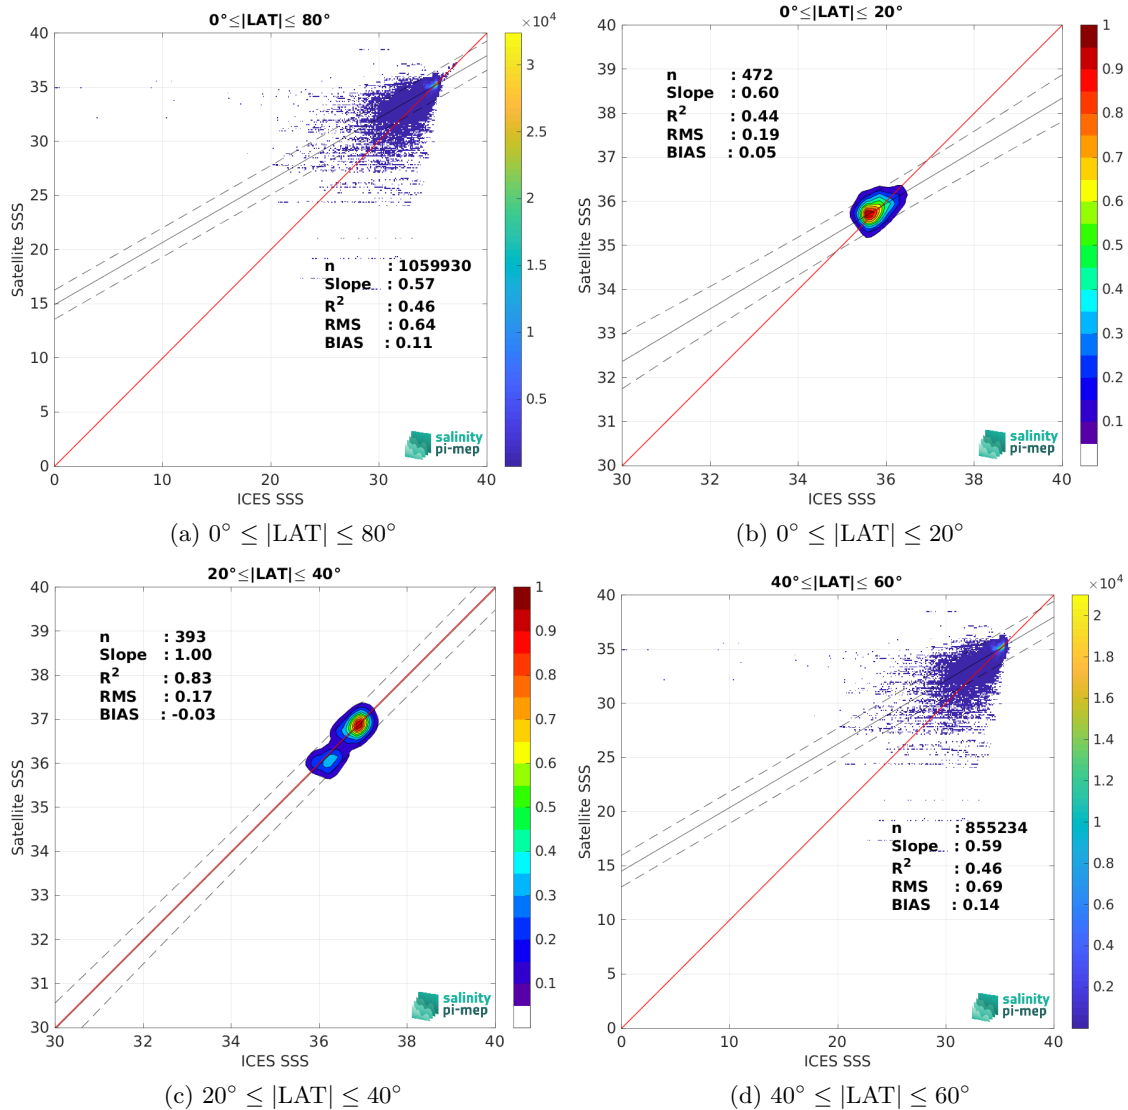 0°≤|LAT|≤ 80°
×10⁴
40
35
30
25
20
15
10
5
0
Satellite SSS
n : 1059930
Slope : 0.57
R² : 0.46
RMS : 0.64
BIAS : 0.11
3
2.5
2
1.5
1
0.5
salinity
pi-mep
0 10 20 30 40
ICES SSS
(a) 0° ≤ |LAT| ≤ 80°
0°≤|LAT|≤ 20°
40
39
38
37
36
35
34
33
32
31
30
Satellite SSS
n : 472
Slope : 0.60
R² : 0.44
RMS : 0.19
BIAS : 0.05
1
0.9
0.8
0.7
0.6
0.5
0.4
0.3
0.2
0.1
salinity
pi-mep
30 32 34 36 38 40
ICES SSS
(b) 0° ≤ |LAT| ≤ 20°
20°≤|LAT|≤ 40°
40
39
38
37
36
35
34
33
32
31
30
Satellite SSS
n : 393
Slope : 1.00
R² : 0.83
RMS : 0.17
BIAS : -0.03
1
0.9
0.8
0.7
0.6
0.5
0.4
0.3
0.2
0.1
salinity
pi-mep
30 32 34 36 38 40
ICES SSS
(c) 20° ≤ |LAT| ≤ 40°
40°≤|LAT|≤ 60°
×10⁴
40
35
30
25
20
15
10
5
0
Satellite SSS
n : 855234
Slope : 0.59
R² : 0.46
RMS : 0.69
BIAS : 0.14
2
1.8
1.6
1.4
1.2
1
0.8
0.6
0.4
0.2
salinity
pi-mep
0 10 20 30 40
ICES SSS
(d) 40° ≤ |LAT| ≤ 60°